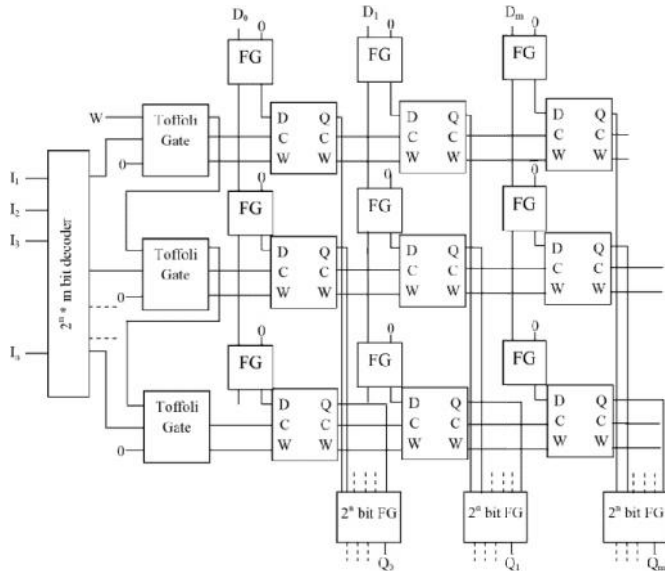 D₀ 0 D₁ 0 Dₘ 0
FG FG FG
W Toffoli Gate D Q D Q D Q
C C C C C C
0 W W W W W W
I₁
I₂
I₃
Iₙ
2ⁿ * m bit decoder
0 0 0
FG FG FG
Toffoli Gate D Q D Q D Q
C C C C C C
0 W W W W W W
0 0 0
FG FG FG
Toffoli Gate D Q D Q D Q
C C C C C C
0 W W W W W W
2ⁿ bit FG 2ⁿ bit FG 2ⁿ bit FG
Q₀ Q₁ Qₘ